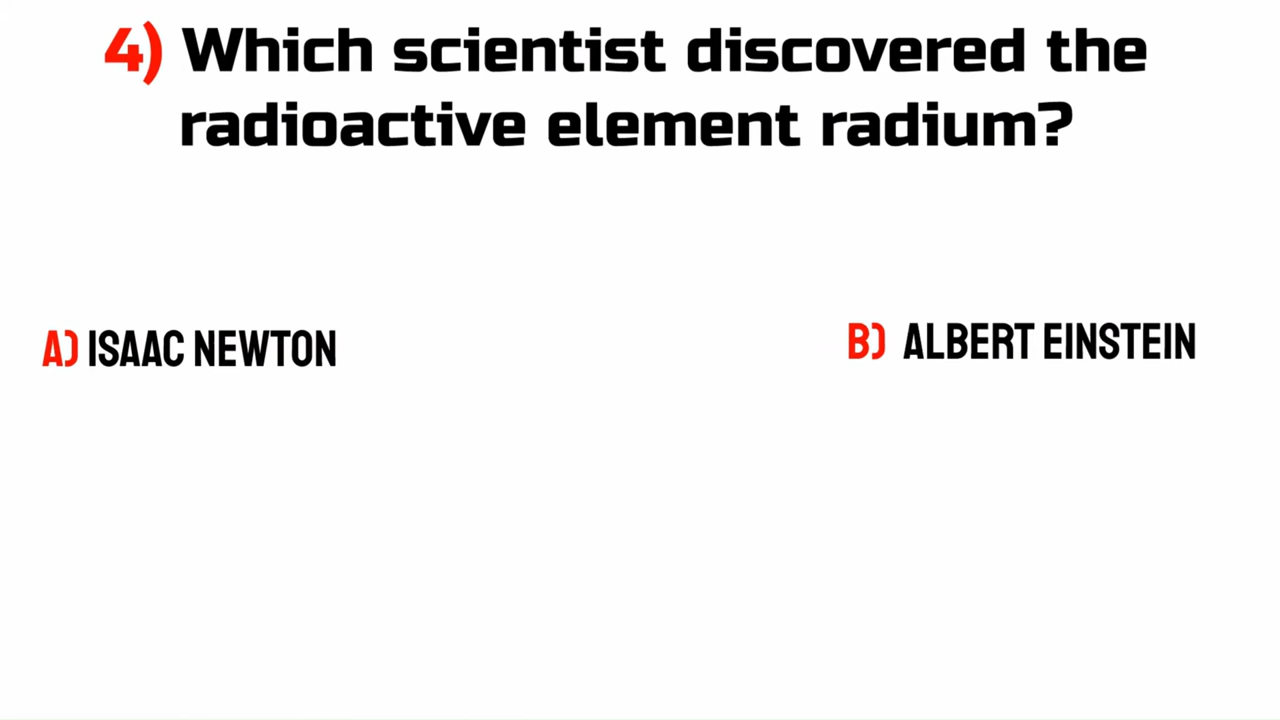 4) Which scientist discovered the
radioactive element radium?
A) ISAAC NEWTON
B) ALBERT EINSTEIN